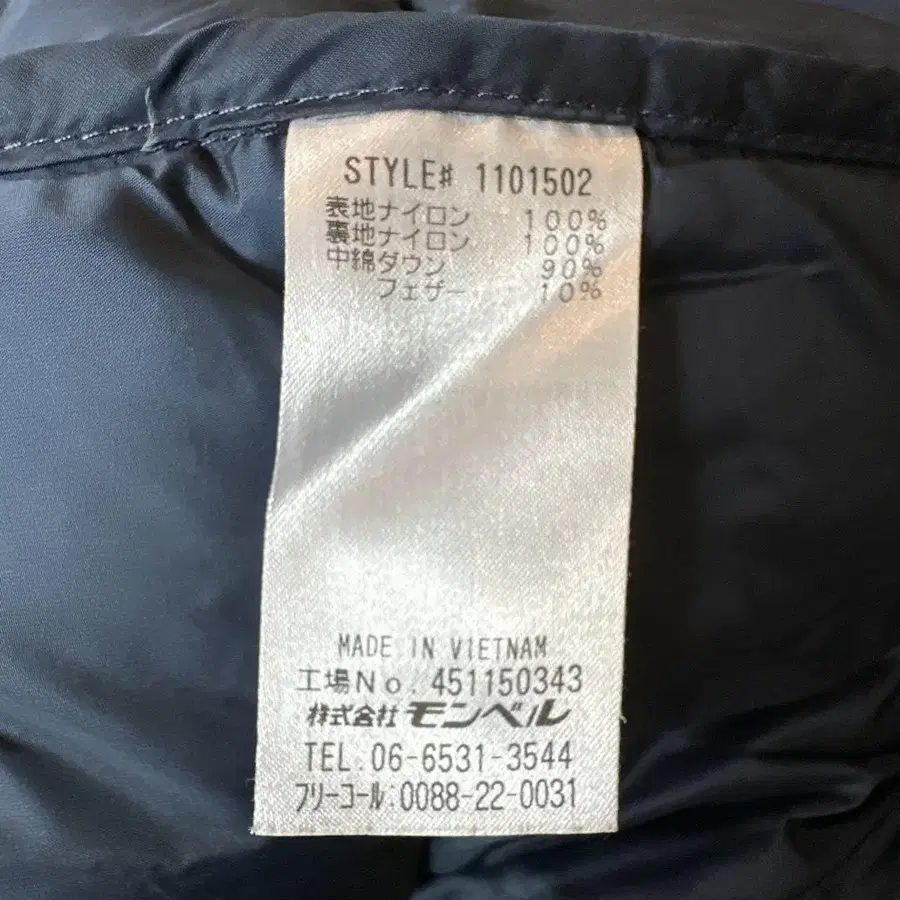 STYLE# 1101502
表地ナイロン 100%
裏地ナイロン 100%
中綿ダウン 90%
フェザー 10%
MADE IN VIETNAM
工場No. 451150343
株式会社モンベル
TEL.06-6531-3544
フリーコール:0088-22-0031